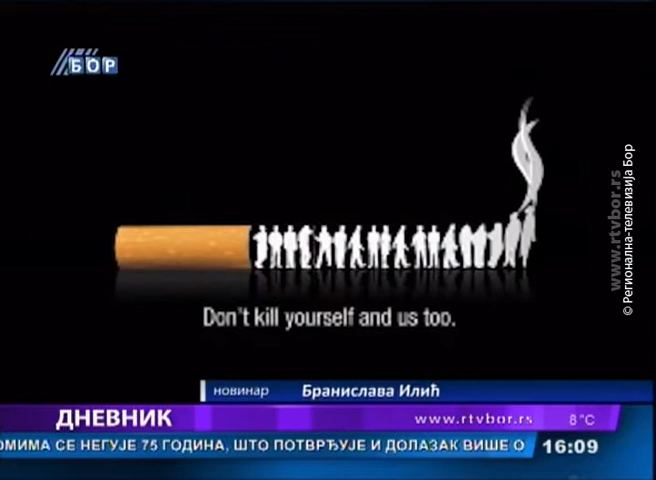 БОР
Don't kill yourself and us too.
www.rtvbor.rs
© Регионална-телевизија Бор
новинар Бранислава Илић
ДНЕВНИК www.rtvbor.rs 8°C
ОМИМА СЕ НЕГУЈЕ 75 ГОДИНА, ШТО ПОТВРЂУЈЕ И ДОЛАЗАК ВИШЕ О 16:09